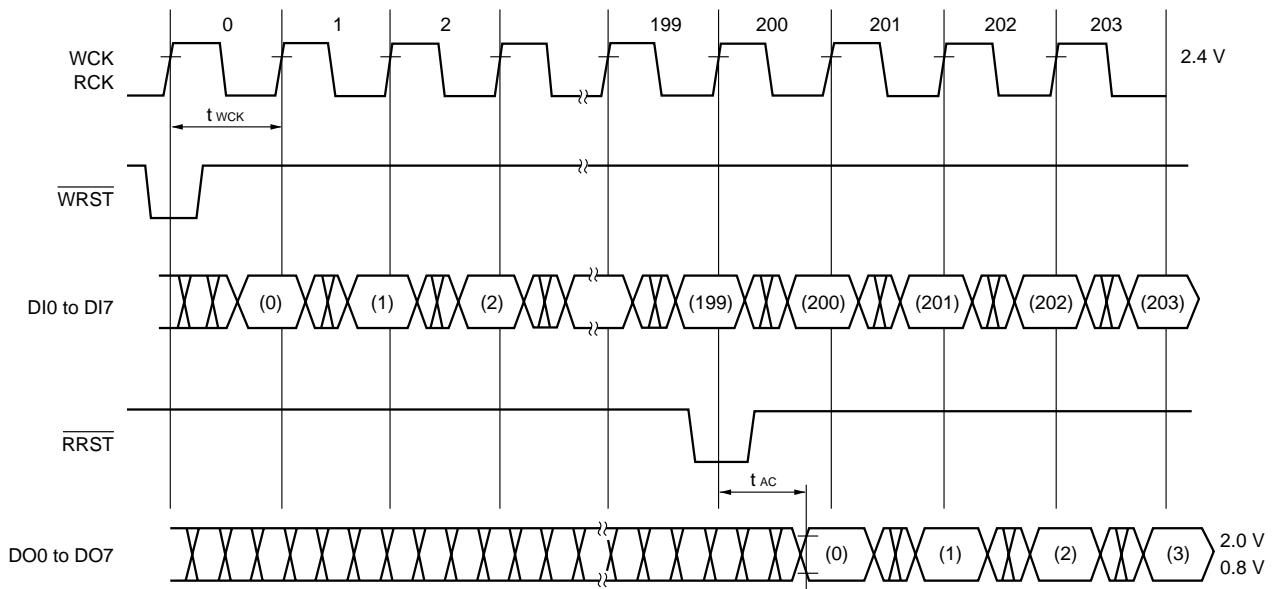 0 1 2 199 200 201 202 203
WCK
RCK
2.4 V
t WCK
WRST
DI0 to DI7
(0) (1) (2) (199) (200) (201) (202) (203)
RRST
t AC
DO0 to DO7
(0) (1) (2) (3)
2.0 V
0.8 V